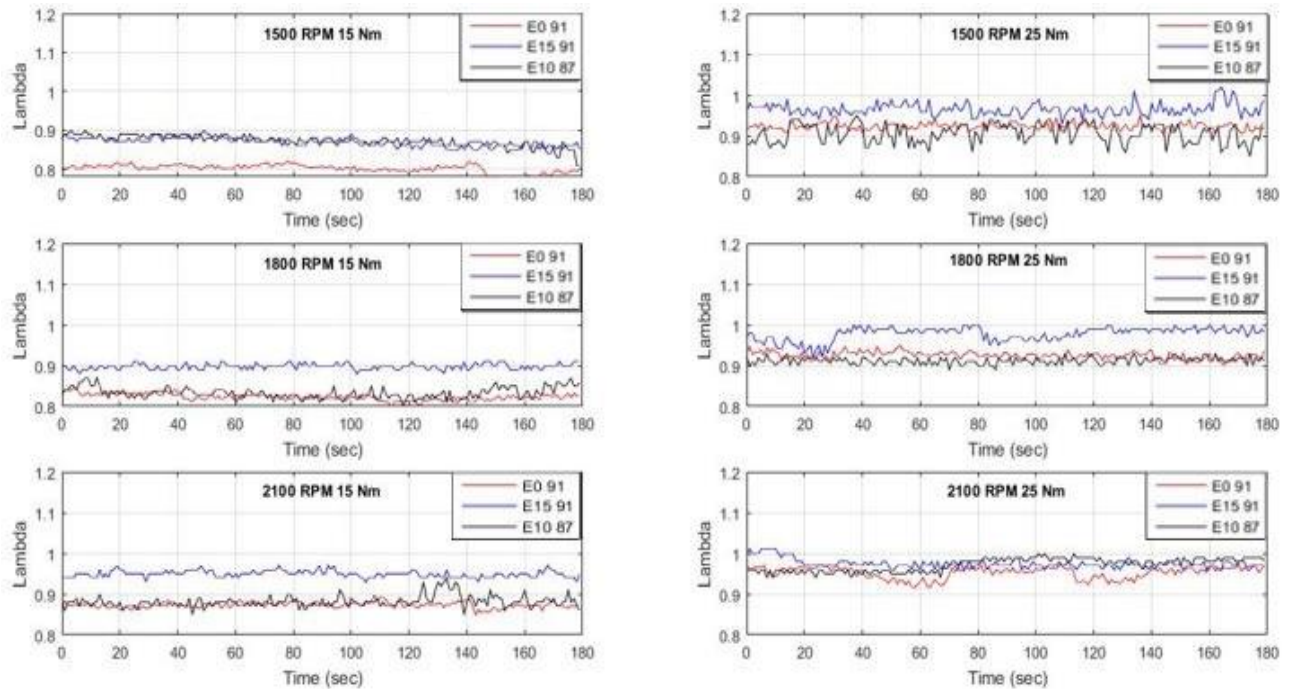 1500 RPM 15 Nm
E0 91
E15 91
E10 87
Lambda
1.2
1.1
1
0.9
0.8
0 20 40 60 80 100 120 140 160 180
Time (sec)
1500 RPM 25 Nm
E0 91
E15 91
E10 87
Lambda
1.2
1.1
1
0.9
0.8
0 20 40 60 80 100 120 140 160 180
Time (sec)
1800 RPM 15 Nm
E0 91
E15 91
E10 87
Lambda
1.2
1.1
1
0.9
0.8
0 20 40 60 80 100 120 140 160 180
Time (sec)
1800 RPM 25 Nm
E0 91
E15 91
E10 87
Lambda
1.2
1.1
1
0.9
0.8
0 20 40 60 80 100 120 140 160 180
Time (sec)
2100 RPM 15 Nm
E0 91
E15 91
E10 87
Lambda
1.2
1.1
1
0.9
0.8
0 20 40 60 80 100 120 140 160 180
Time (sec)
2100 RPM 25 Nm
E0 91
E15 91
E10 87
Lambda
1.2
1.1
1
0.9
0.8
0 20 40 60 80 100 120 140 160 180
Time (sec)